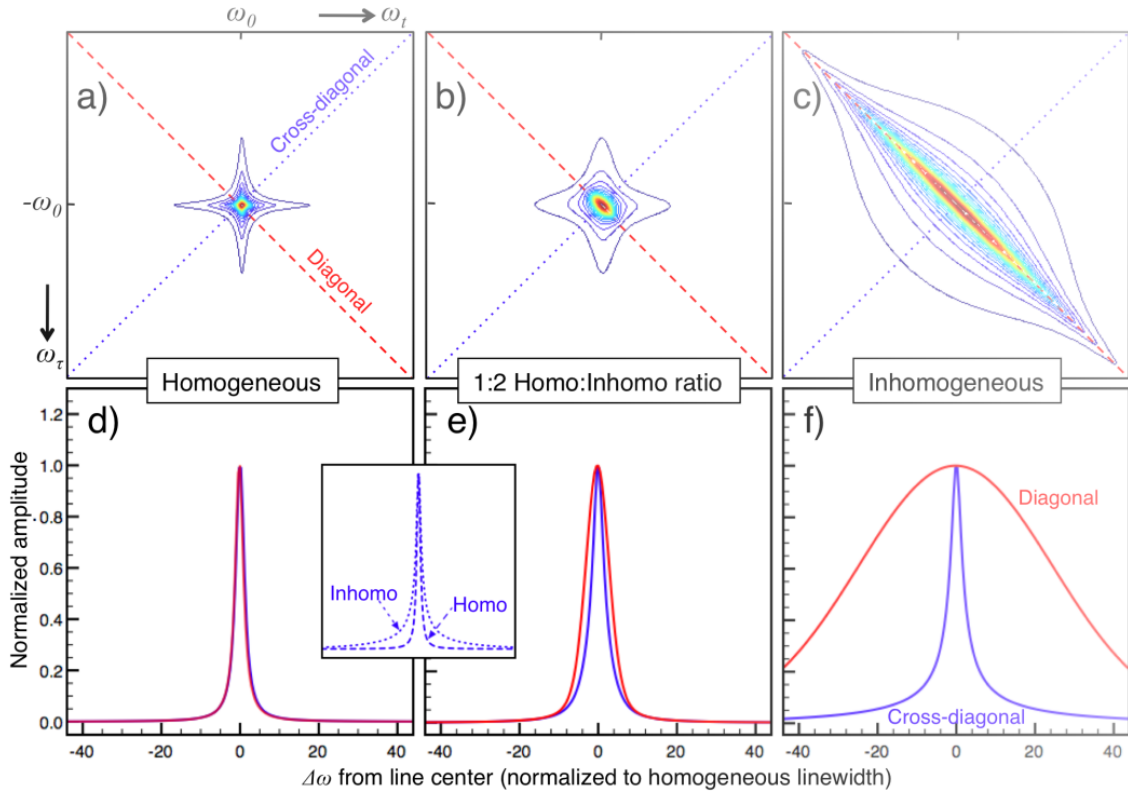 ω₀ → ωₜ
a) b) c)
Cross-diagonal
-ω₀
Diagonal
ω_τ
Homogeneous 1:2 Homo:Inhomo ratio Inhomogeneous
d) e) f)
1.2
1.0
0.8
0.6
0.4
0.2
0.0
Normalized amplitude
Inhomo Homo
Diagonal
Cross-diagonal
-40 -20 0 20 40 -40 -20 0 20 40 -40 -20 0 20 40
Δω from line center (normalized to homogeneous linewidth)